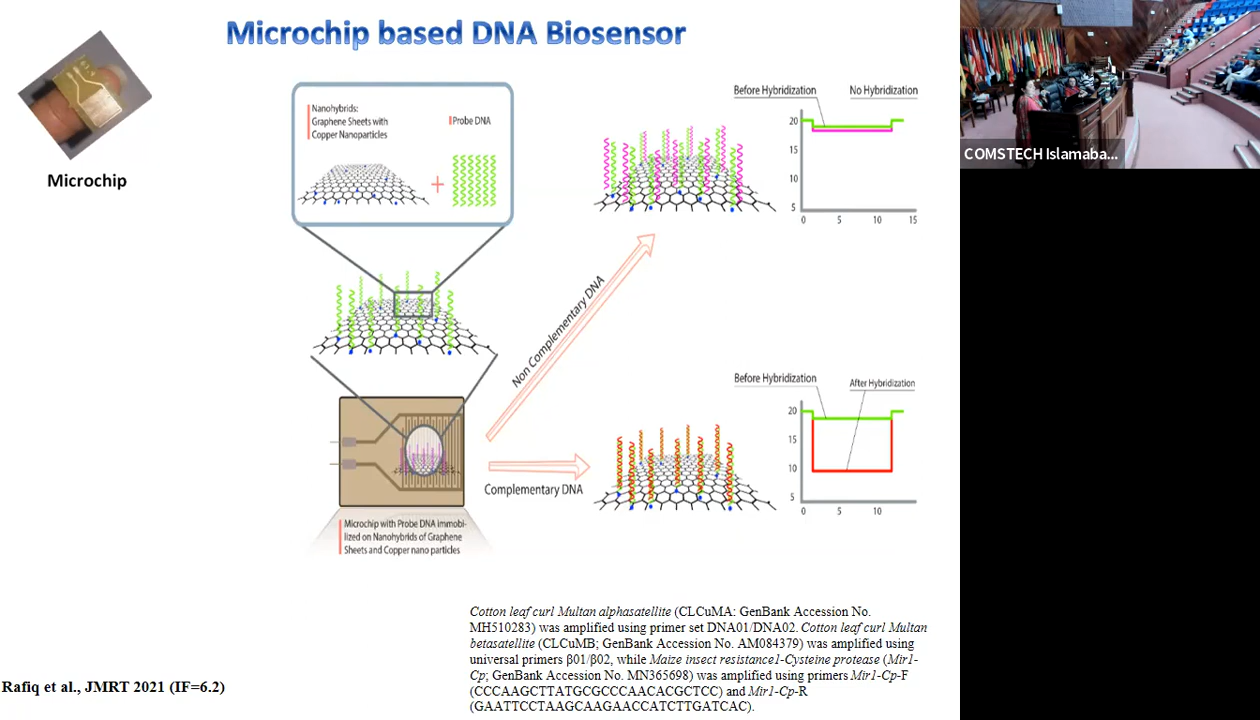 Microchip based DNA Biosensor
Microchip
Nanohybrids:
Graphene Sheets with
Copper Nanoparticles
Probe DNA
+
Before Hybridization
No Hybridization
20
15
10
5
0 5 10 15
Non Complementary DNA
Complementary DNA
Before Hybridization
After Hybridization
20
15
10
5
0 5 10
Microchip with Probe DNA immobi-
lized on Nanohybrids of Graphene
Sheets and Copper nano particles
Cotton leaf curl Multan alphasatellite (CLCuMA: GenBank Accession No.
MH510283) was amplified using primer set DNA01/DNA02. Cotton leaf curl Multan
betasatellite (CLCuMB; GenBank Accession No. AM084379) was amplified using
universal primers β01/β02, while Maize insect resistance1-Cysteine protease (Mir1-
Cp; GenBank Accession No. MN365698) was amplified using primers Mir1-Cp-F
(CCCAAGCTTATGCGCCCAACACGCTCC) and Mir1-Cp-R
(GAATTCCTAAGCAAGAACCATCTTGATCAC).
Rafiq et al., JMRT 2021 (IF=6.2)
COMSTECH Islamaba...